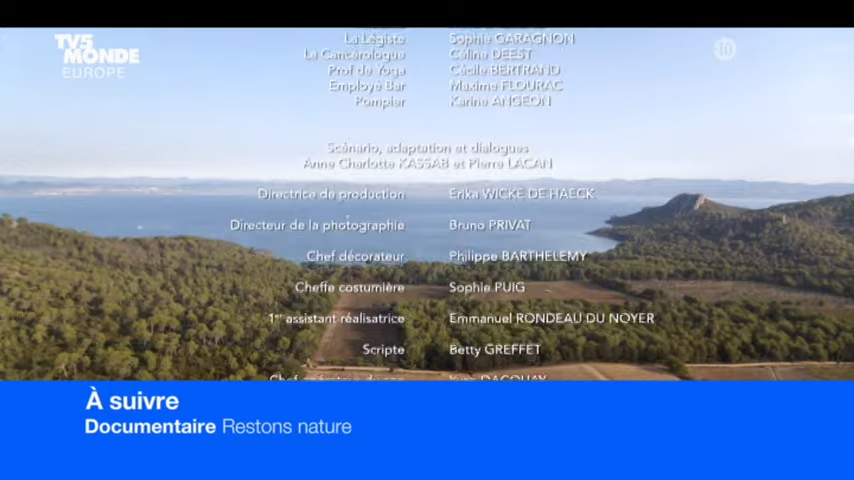 TV5
MONDE
EUROPE
10
La Légiste Sophie GARAGNON
La Cancérologue Céline DEEST
Prof de Yoga Cécile BERTRAND
Employé Bar Maxime FLOURAC
Pompier Karine ANGEON
Scénario, adaptation et dialogues
Anne Charlotte KASSAB et Pierre LACAN
Directrice de production Erika WICKE DE HAECK
Directeur de la photographie Bruno PRIVAT
Chef décorateur Philippe BARTHELEMY
Cheffe costumière Sophie PUIG
1er assistant réalisatrice Emmanuel RONDEAU DU NOYER
Scripte Betty GREFFET
À suivre
Documentaire Restons nature